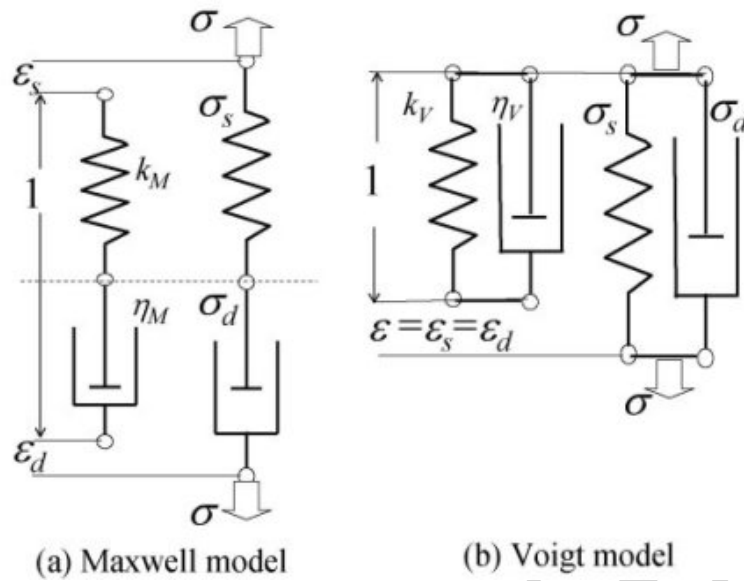 σ
ε_s
σ_s
k_M
1
η_M
σ_d
ε_d
σ
(a) Maxwell model
σ
k_V
η_V
σ_s
σ_d
1
ε = ε_s = ε_d
σ
(b) Voigt model